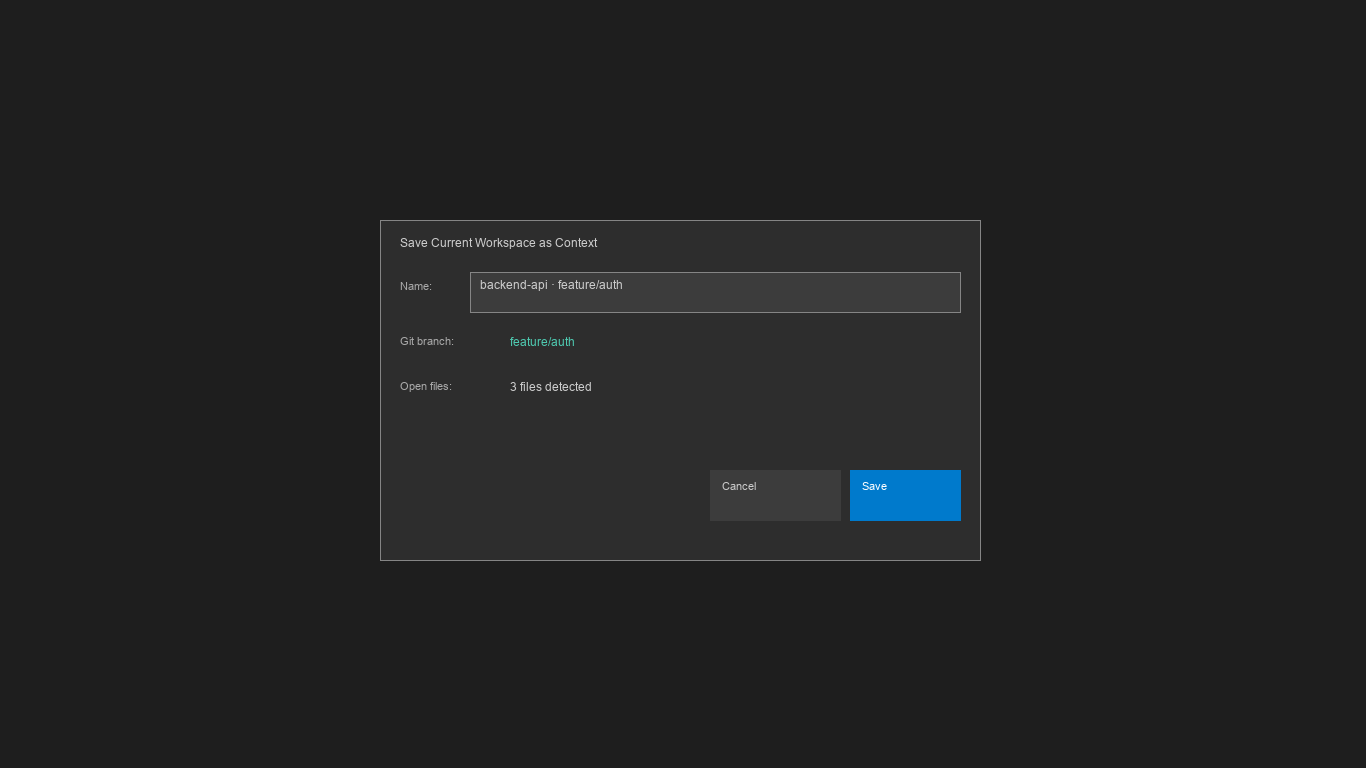 Save Current Workspace as Context
Name: backend-api · feature/auth
Git branch: feature/auth
Open files: 3 files detected
Cancel Save